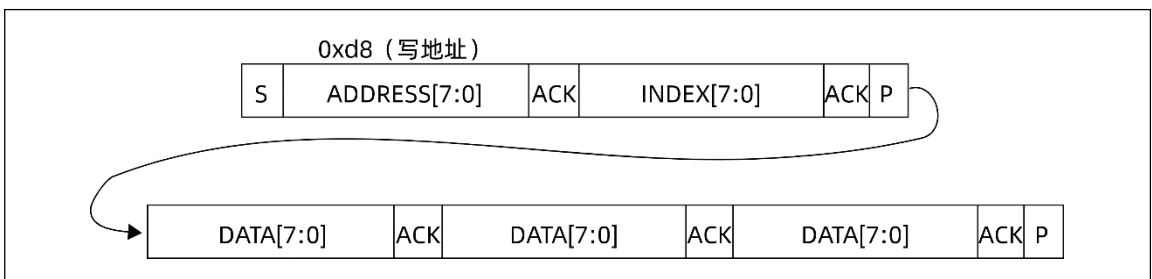 0xd8（写地址）
S ADDRESS[7:0] ACK INDEX[7:0] ACK P
DATA[7:0] ACK DATA[7:0] ACK DATA[7:0] ACK P